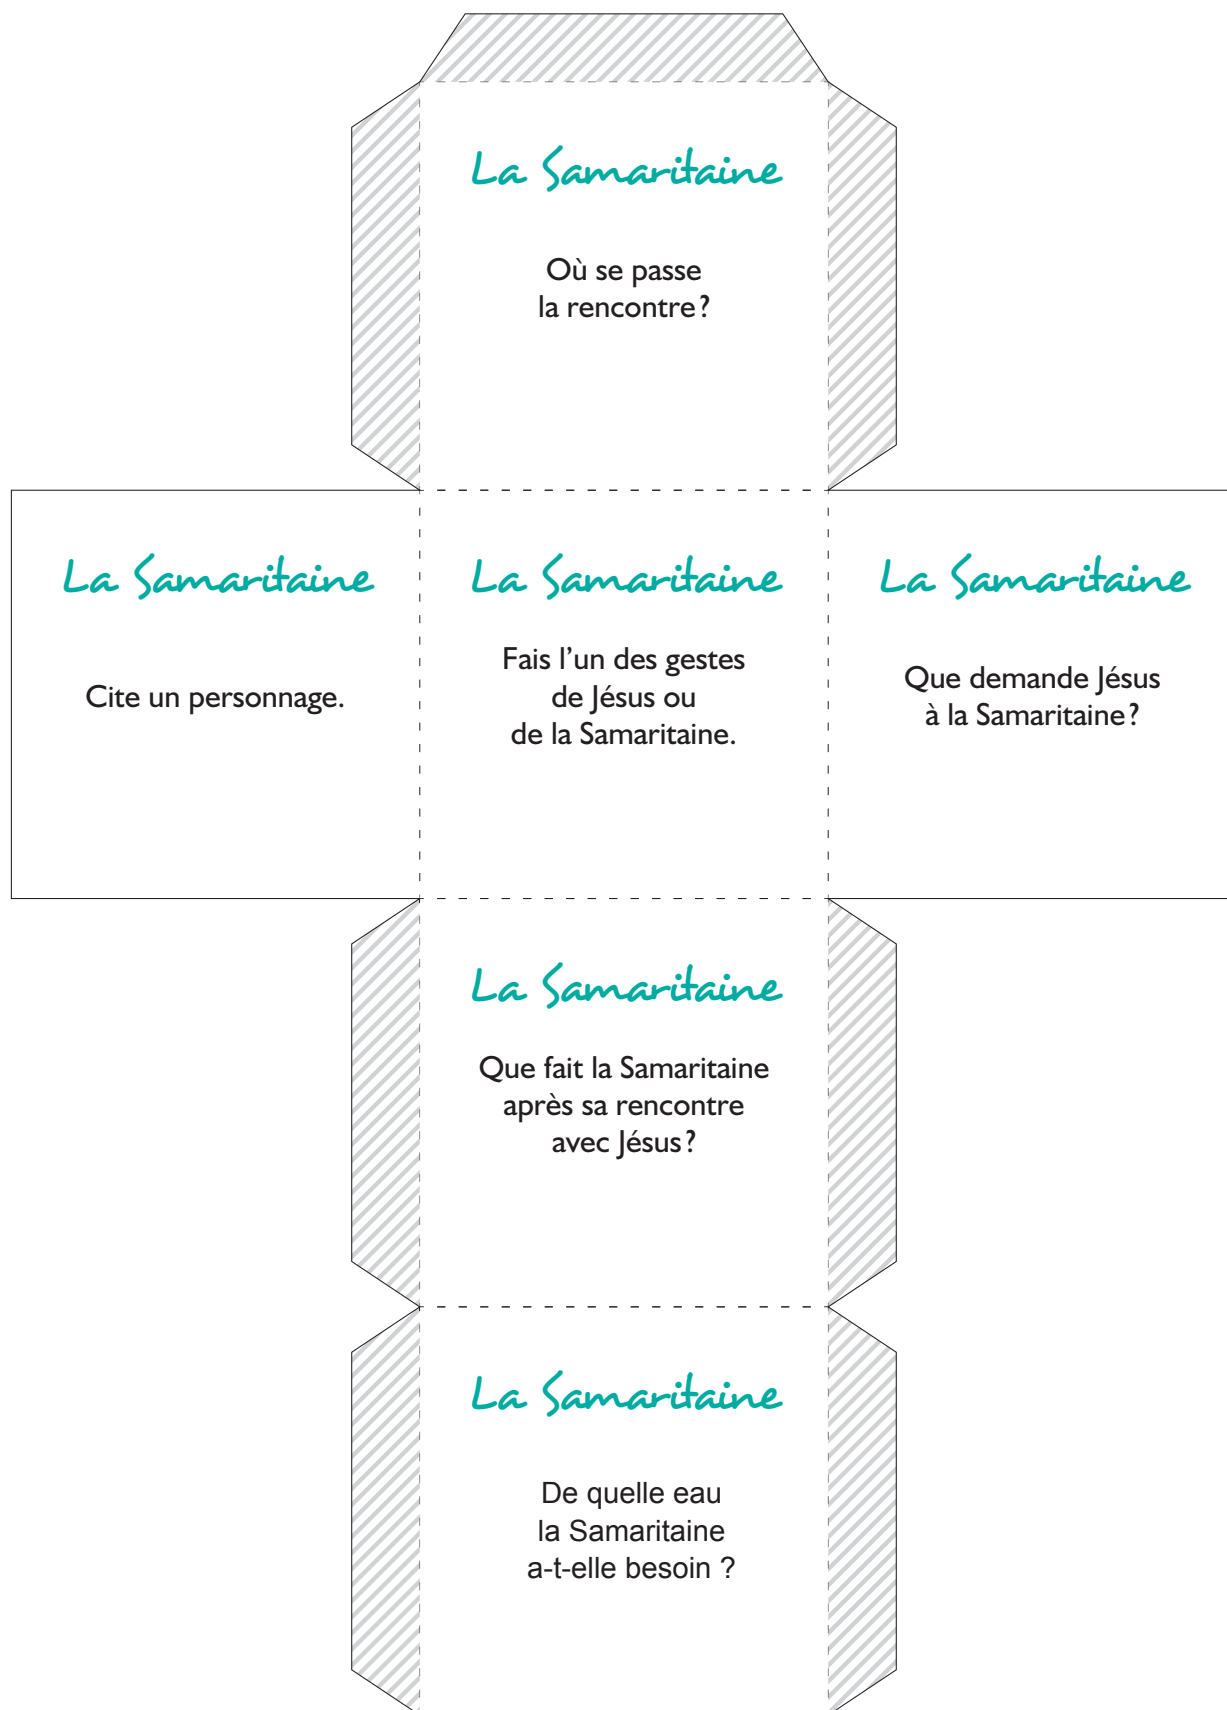 La Samaritaine
Où se passe
la rencontre ?
La Samaritaine
Cite un personnage.
La Samaritaine
Fais l’un des gestes
de Jésus ou
de la Samaritaine.
La Samaritaine
Que demande Jésus
à la Samaritaine ?
La Samaritaine
Que fait la Samaritaine
après sa rencontre
avec Jésus ?
La Samaritaine
De quelle eau
la Samaritaine
a-t-elle besoin ?